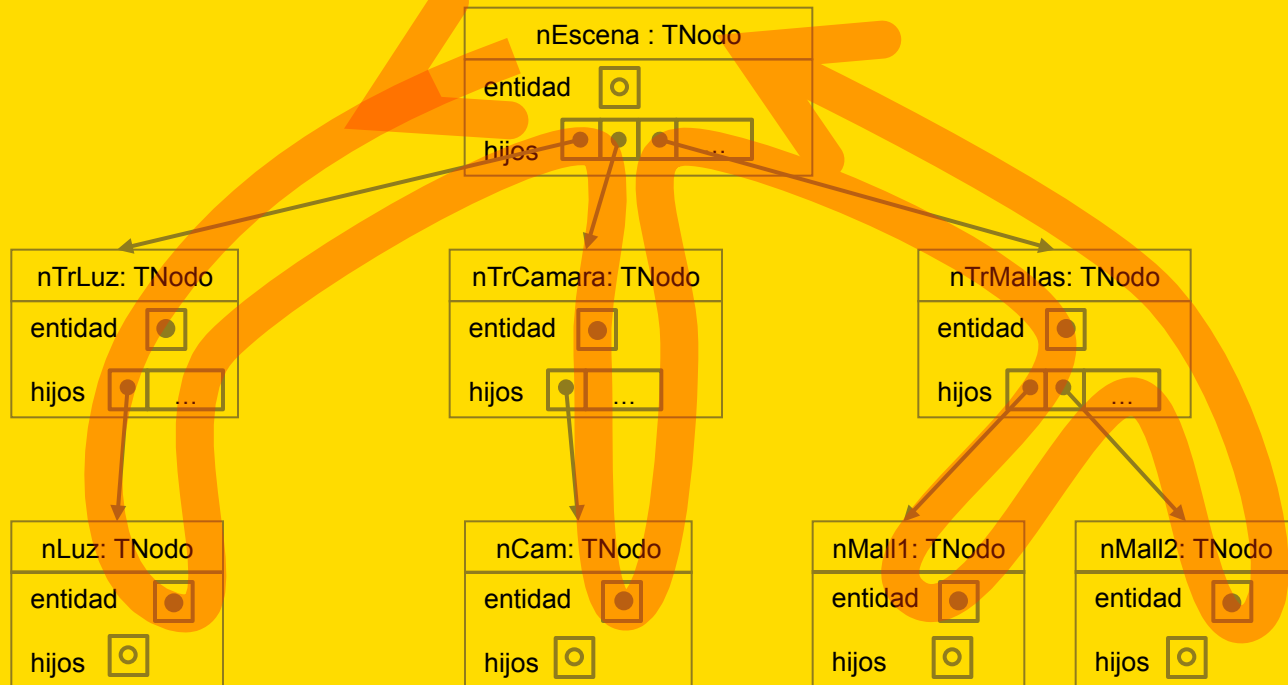 nEscena : TNodo
entidad
hijos ..
nTrLuz: TNodo
entidad
hijos ...
nTrCamara: TNodo
entidad
hijos ...
nTrMallas: TNodo
entidad
hijos ...
nLuz: TNodo
entidad
hijos
nCam: TNodo
entidad
hijos
nMall1: TNodo
entidad
hijos
nMall2: TNodo
entidad
hijos